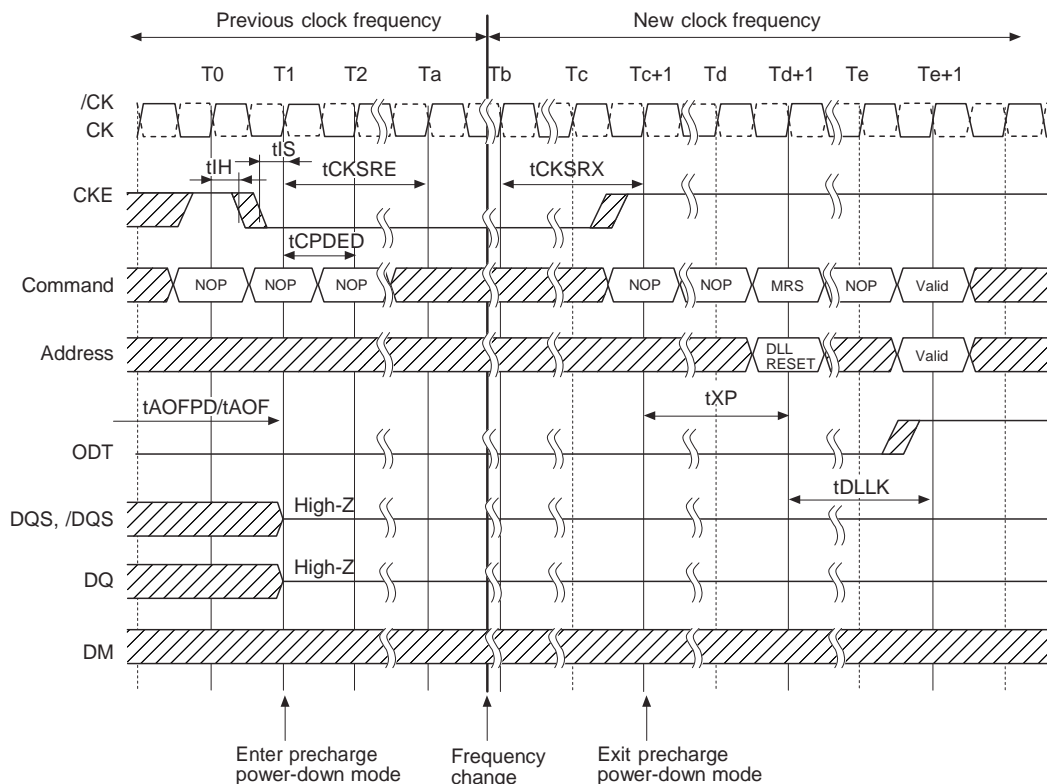 Previous clock frequency
New clock frequency
T0 T1 T2 Ta Tb Tc Tc+1 Td Td+1 Te Te+1
/CK
CK
tIS
tIH
tCKSRE
tCKSRX
CKE
tCPDED
Command
NOP NOP NOP NOP NOP MRS NOP Valid
Address
DLL
RESET
Valid
tAOFPD/tAOF
tXP
ODT
tDLLK
High-Z
DQS, /DQS
High-Z
DQ
DM
Enter precharge
power-down mode
Frequency
change
Exit precharge
power-down mode